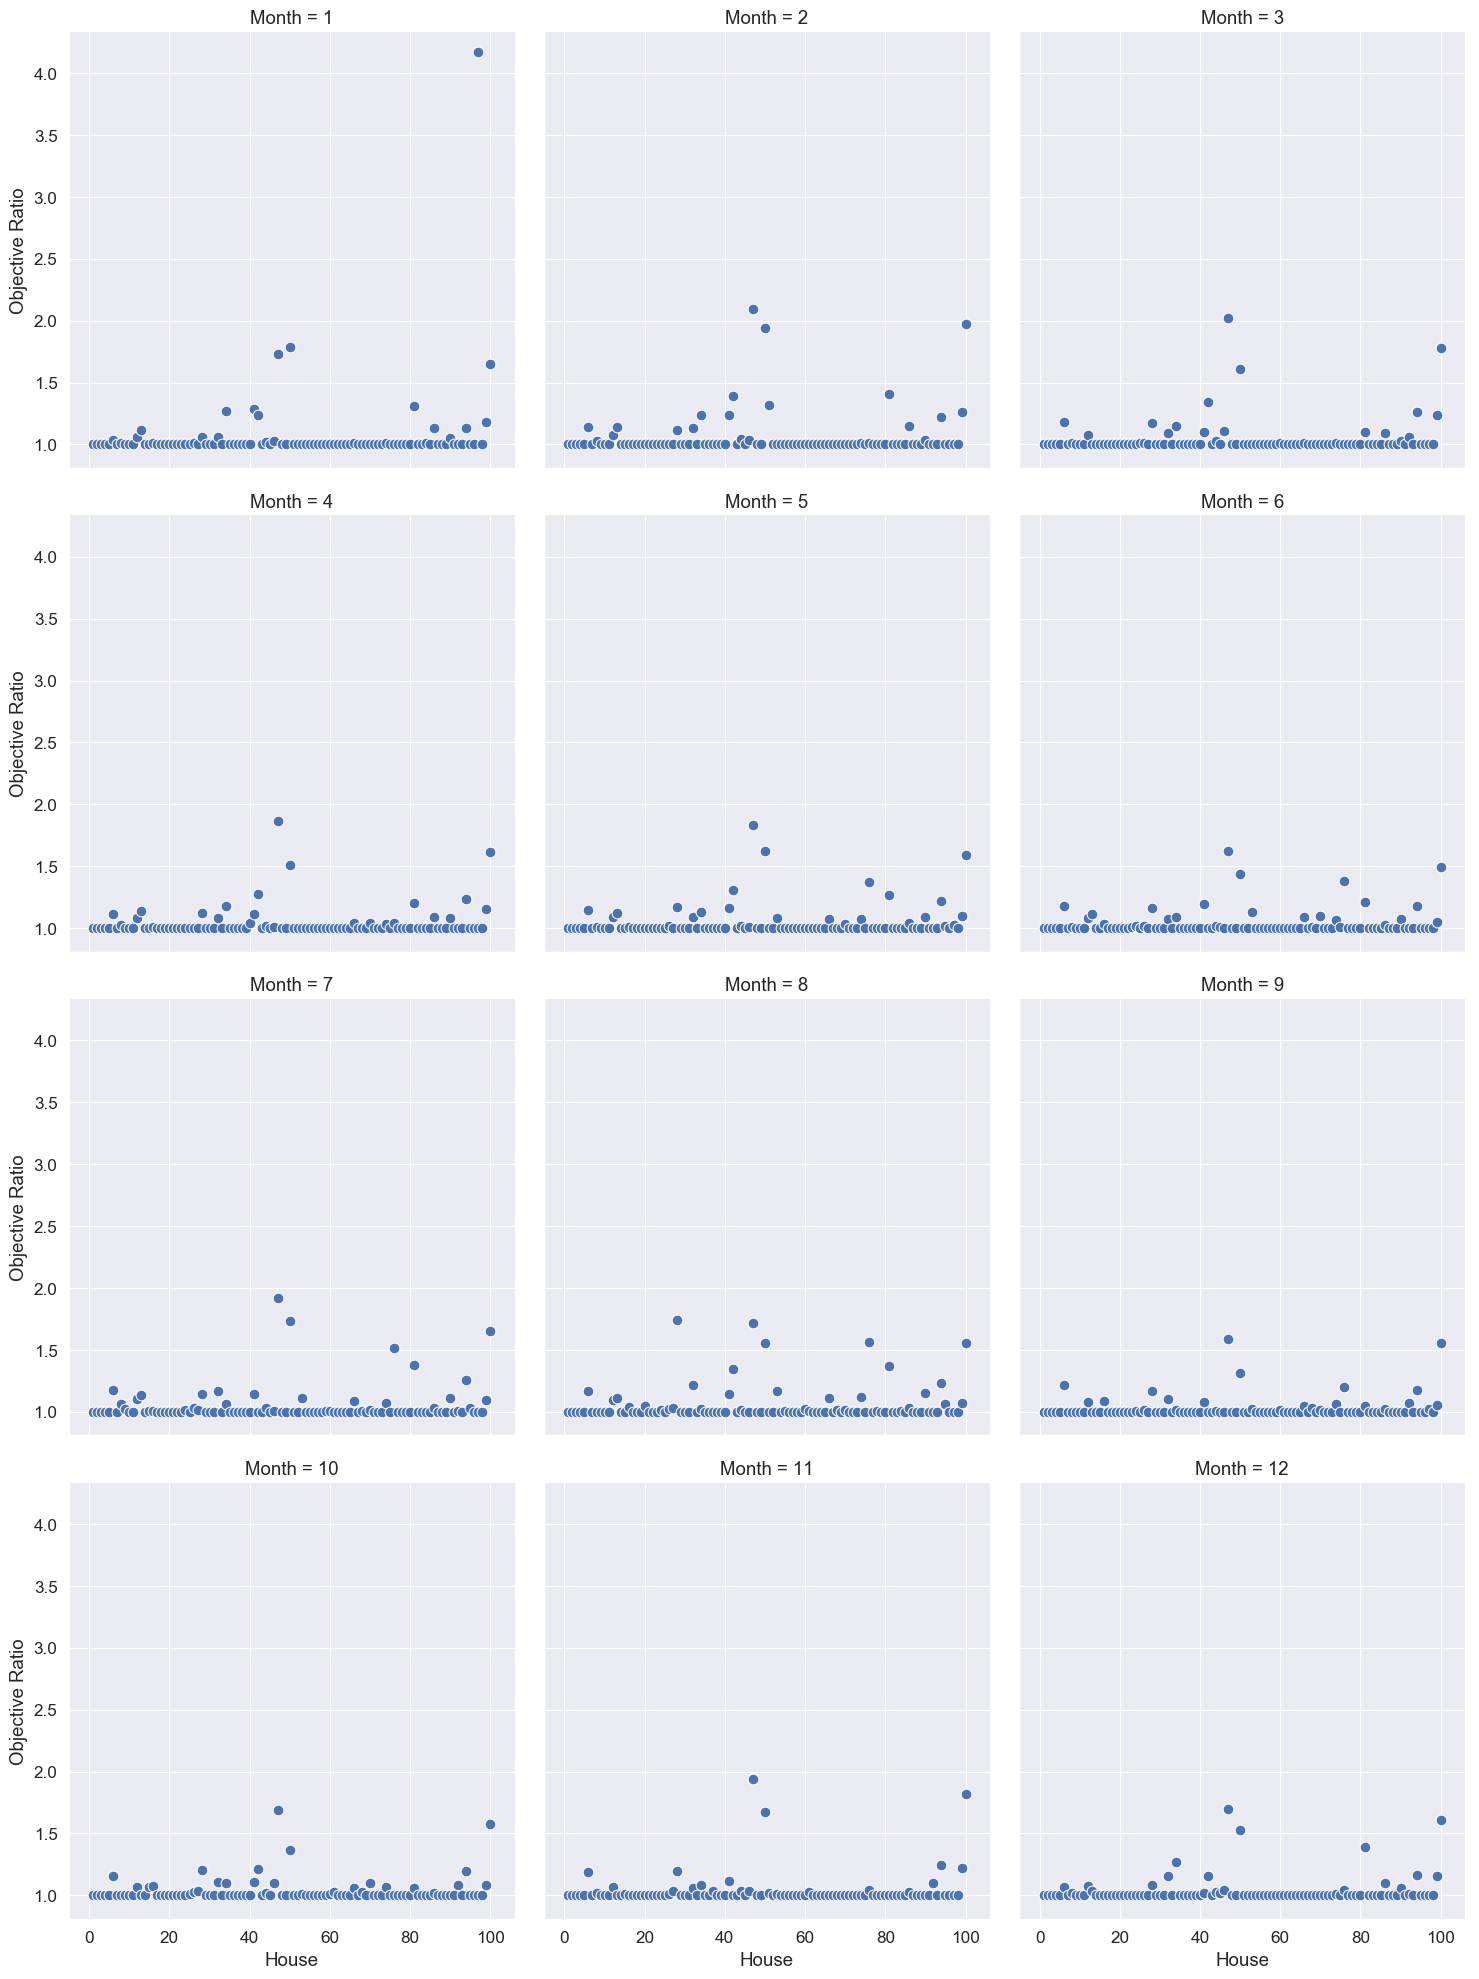 Month = 1
Month = 2
Month = 3
4.0
3.5
3.0
2.5
2.0
1.5
1.0
Objective Ratio
Month = 4
Month = 5
Month = 6
4.0
3.5
3.0
2.5
2.0
1.5
1.0
Objective Ratio
Month = 7
Month = 8
Month = 9
4.0
3.5
3.0
2.5
2.0
1.5
1.0
Objective Ratio
Month = 10
Month = 11
Month = 12
4.0
3.5
3.0
2.5
2.0
1.5
1.0
Objective Ratio
0 20 40 60 80 100
0 20 40 60 80 100
0 20 40 60 80 100
House
House
House